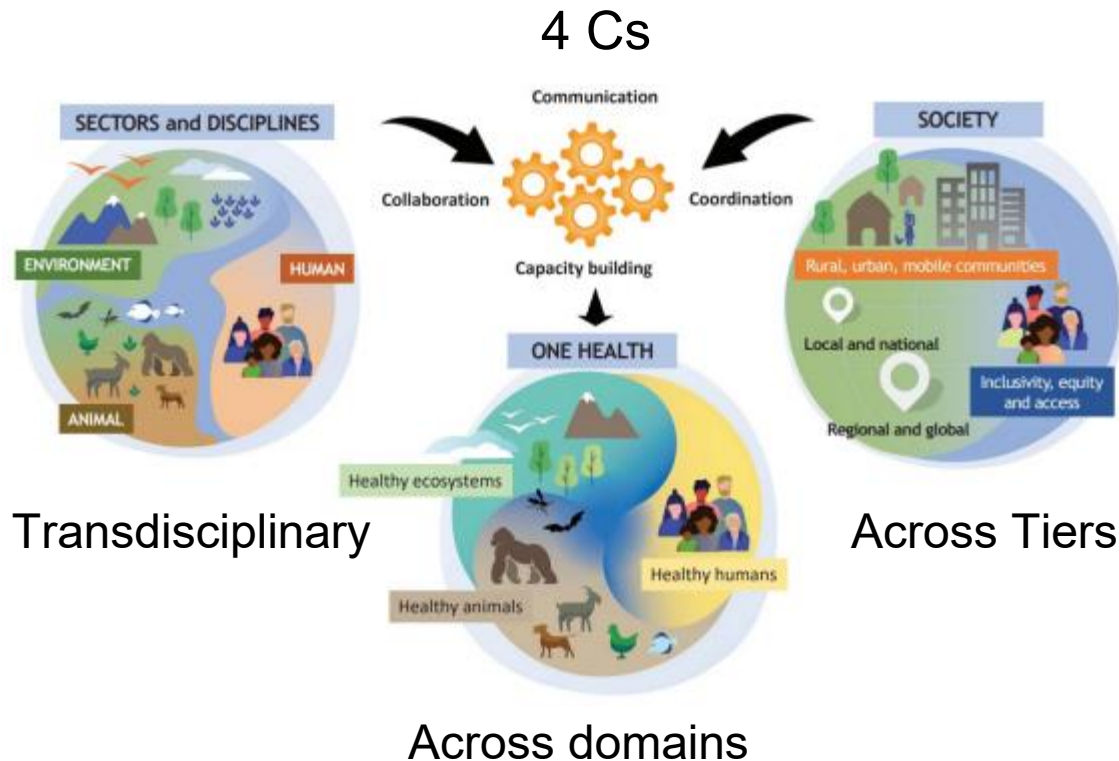 4 Cs
Communication
SECTORS and DISCIPLINES
SOCIETY
Collaboration
Coordination
ENVIRONMENT
HUMAN
Rural, urban, mobile communities
Capacity building
Local and national
ONE HEALTH
Inclusivity, equity
and access
ANIMAL
Regional and global
Healthy ecosystems
Transdisciplinary
Across Tiers
Healthy humans
Healthy animals
Across domains